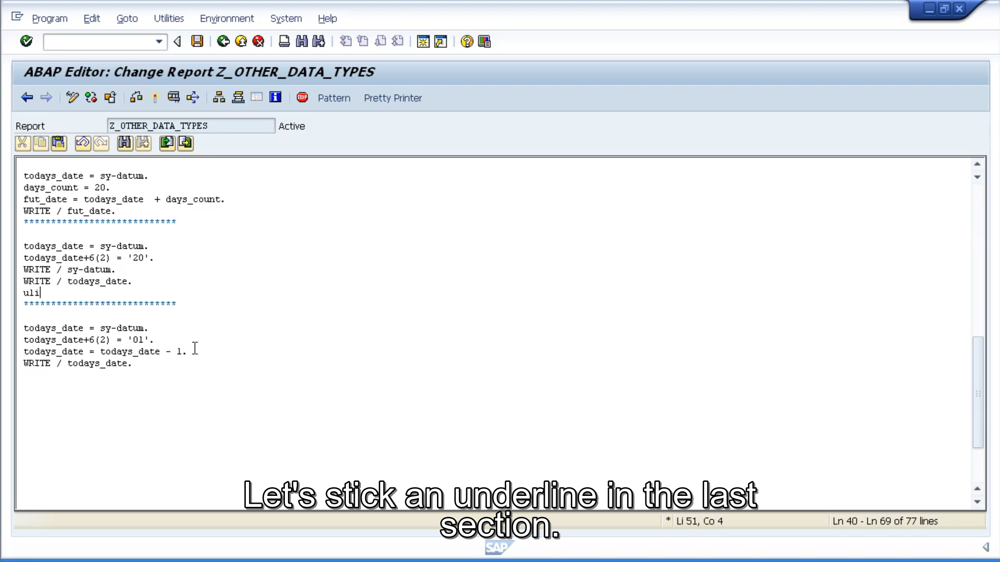 Program Edit Goto Utilities Environment System Help
ABAP Editor: Change Report Z_OTHER_DATA_TYPES
STOP Pattern Pretty Printer
Report Z_OTHER_DATA_TYPES Active
todays_date = sy-datum.
days_count = 20.
fut_date = todays_date  + days_count.
WRITE / fut_date.
****************************
todays_date = sy-datum.
todays_date+6(2) = '20'.
WRITE / sy-datum.
WRITE / todays_date.
uli
****************************
todays_date = sy-datum.
todays_date+6(2) = '01'.
todays_date = todays_date - 1.
WRITE / todays_date.
Let's stick an underline in the last
section.
* Li 51, Co 4 Ln 40 - Ln 69 of 77 lines
SAP